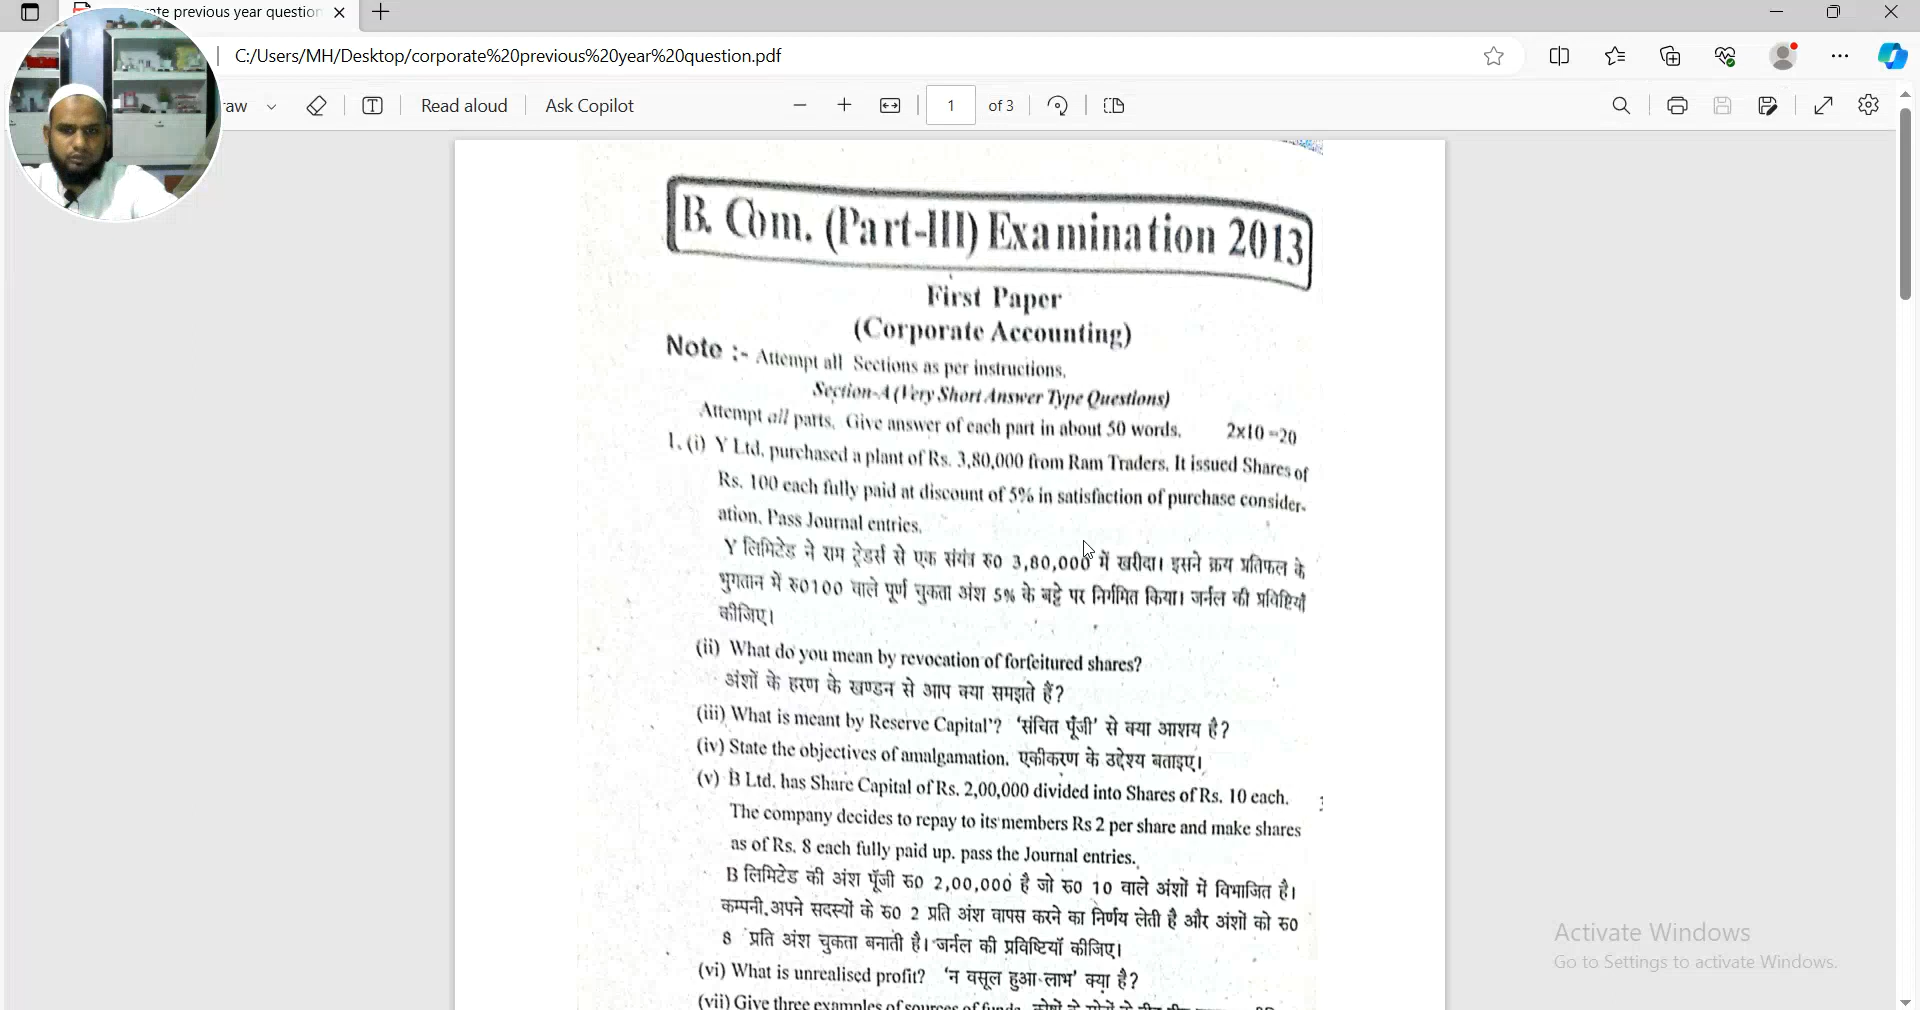 ate previous year question
C:/Users/MH/Desktop/corporate%20previous%20year%20question.pdf
aw
Read aloud
Ask Copilot
1
of 3
B. Com. (Part-III) Examination 2013
First Paper
(Corporate Accounting)
Note :- Attempt all Sections as per instructions.
Section-A (Very Short Answer Type Questions)
Attempt all parts. Give answer of each part in about 50 words. 2x10 =20
1. (i) Y Ltd. purchased a plant of Rs. 3,80,000 from Ram Traders. It issued Shares of
Rs. 100 each fully paid at discount of 5% in satisfaction of purchase consider-
ation. Pass Journal entries.
Y लिमिटेड ने राम ट्रेडर्स से एक संयंत्र रु0 3,80,000 में खरीदा। इसने क्रय प्रतिफल के
भुगतान में रु0100 वाले पूर्ण चुकता अंश 5% के बट्टे पर निर्गमित किया। जर्नल की प्रविष्टियाँ
कीजिए।
(ii) What do you mean by revocation of forfeitured shares?
अंशों के हरण के खण्डन से आप क्या समझते हैं?
(iii) What is meant by Reserve Capital'? 'संचित पूँजी' से क्या आशय है?
(iv) State the objectives of amalgamation. एकीकरण के उद्देश्य बताइए।
(v) B Ltd. has Share Capital of Rs. 2,00,000 divided into Shares of Rs. 10 each.
The company decides to repay to its members Rs 2 per share and make shares
as of Rs. 8 each fully paid up. pass the Journal entries.
B लिमिटेड की अंश पूँजी रु0 2,00,000 है जो रु0 10 वाले अंशों में विभाजित है।
कम्पनी अपने सदस्यों के रु0 2 प्रति अंश वापस करने का निर्णय लेती है और अंशों को रु0
8 प्रति अंश चुकता बनाती है। जर्नल की प्रविष्टियाँ कीजिए।
(vi) What is unrealised profit? 'न वसूल हुआ-लाभ' क्या है?
(vii) Give three examples of sources of funds.
Activate Windows
Go to Settings to activate Windows.